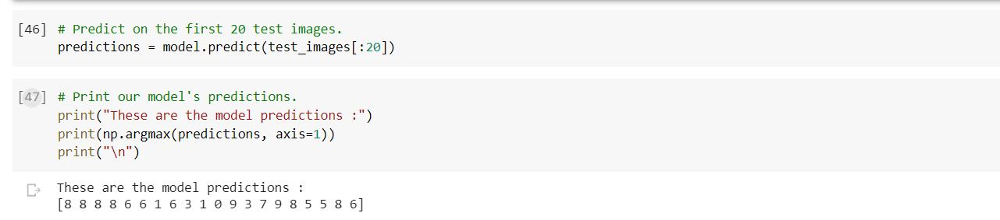 [46] # Predict on the first 20 test images.
predictions = model.predict(test_images[:20])
[47] # Print our model's predictions.
print("These are the model predictions :")
print(np.argmax(predictions, axis=1))
print("\n")
These are the model predictions :
[8 8 8 8 6 6 1 6 3 1 0 9 3 7 9 8 5 5 8 6]